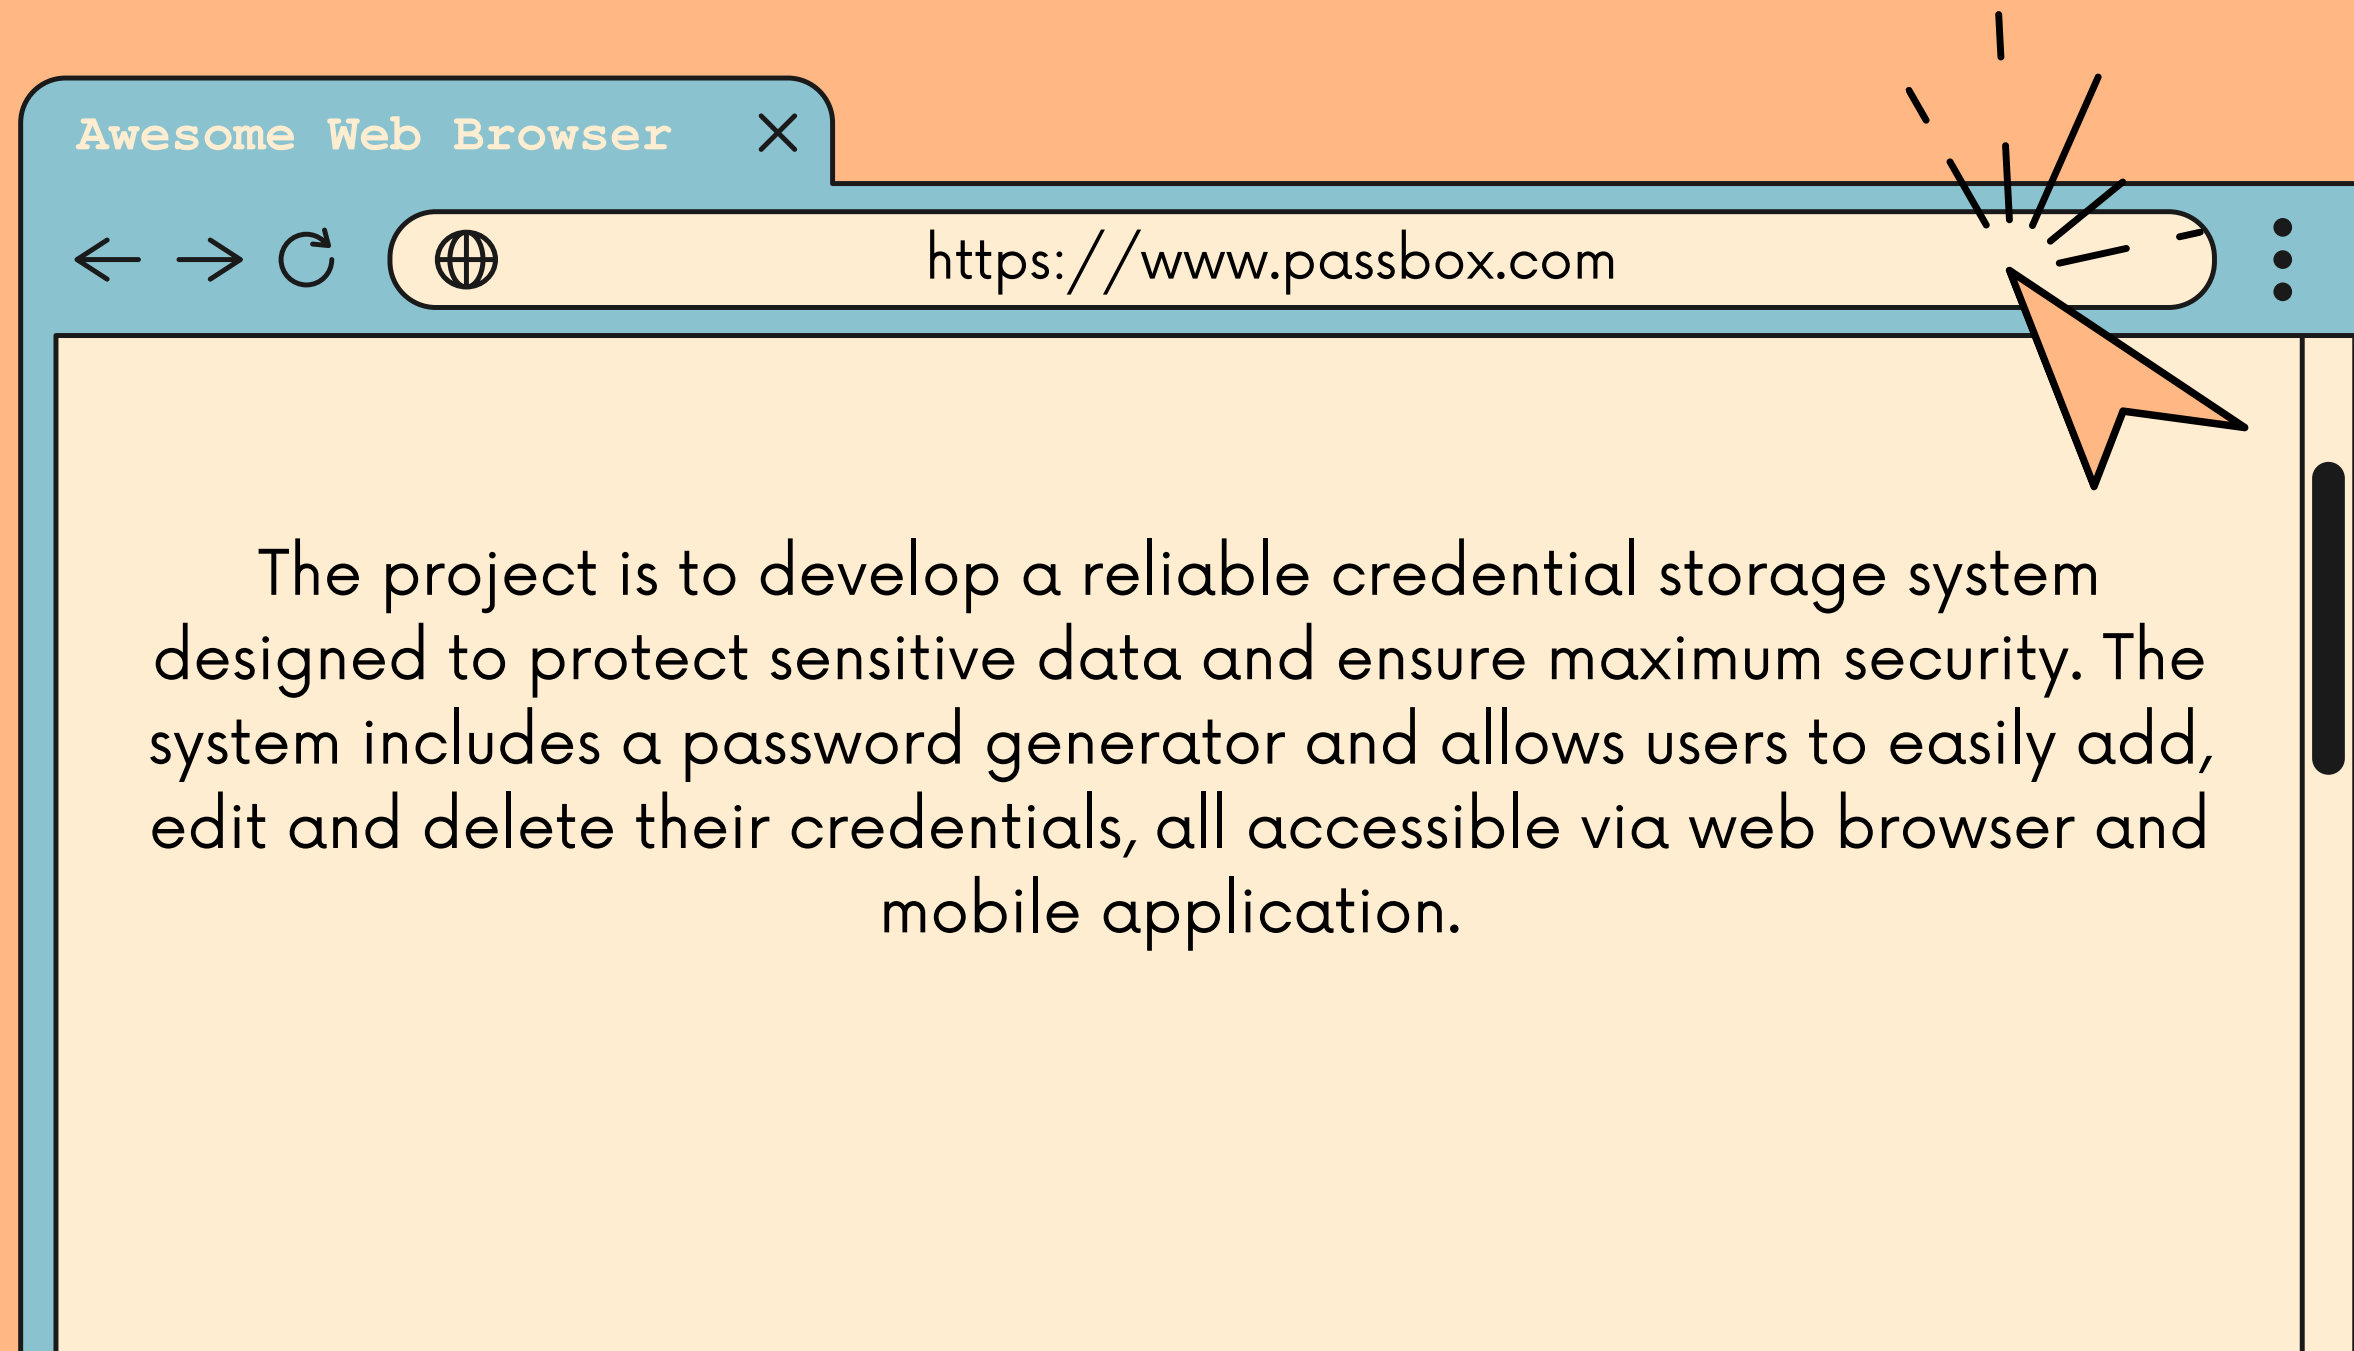 Awesome Web Browser
https://www.passbox.com
The project is to develop a reliable credential storage system
designed to protect sensitive data and ensure maximum security. The
system includes a password generator and allows users to easily add,
edit and delete their credentials, all accessible via web browser and
mobile application.